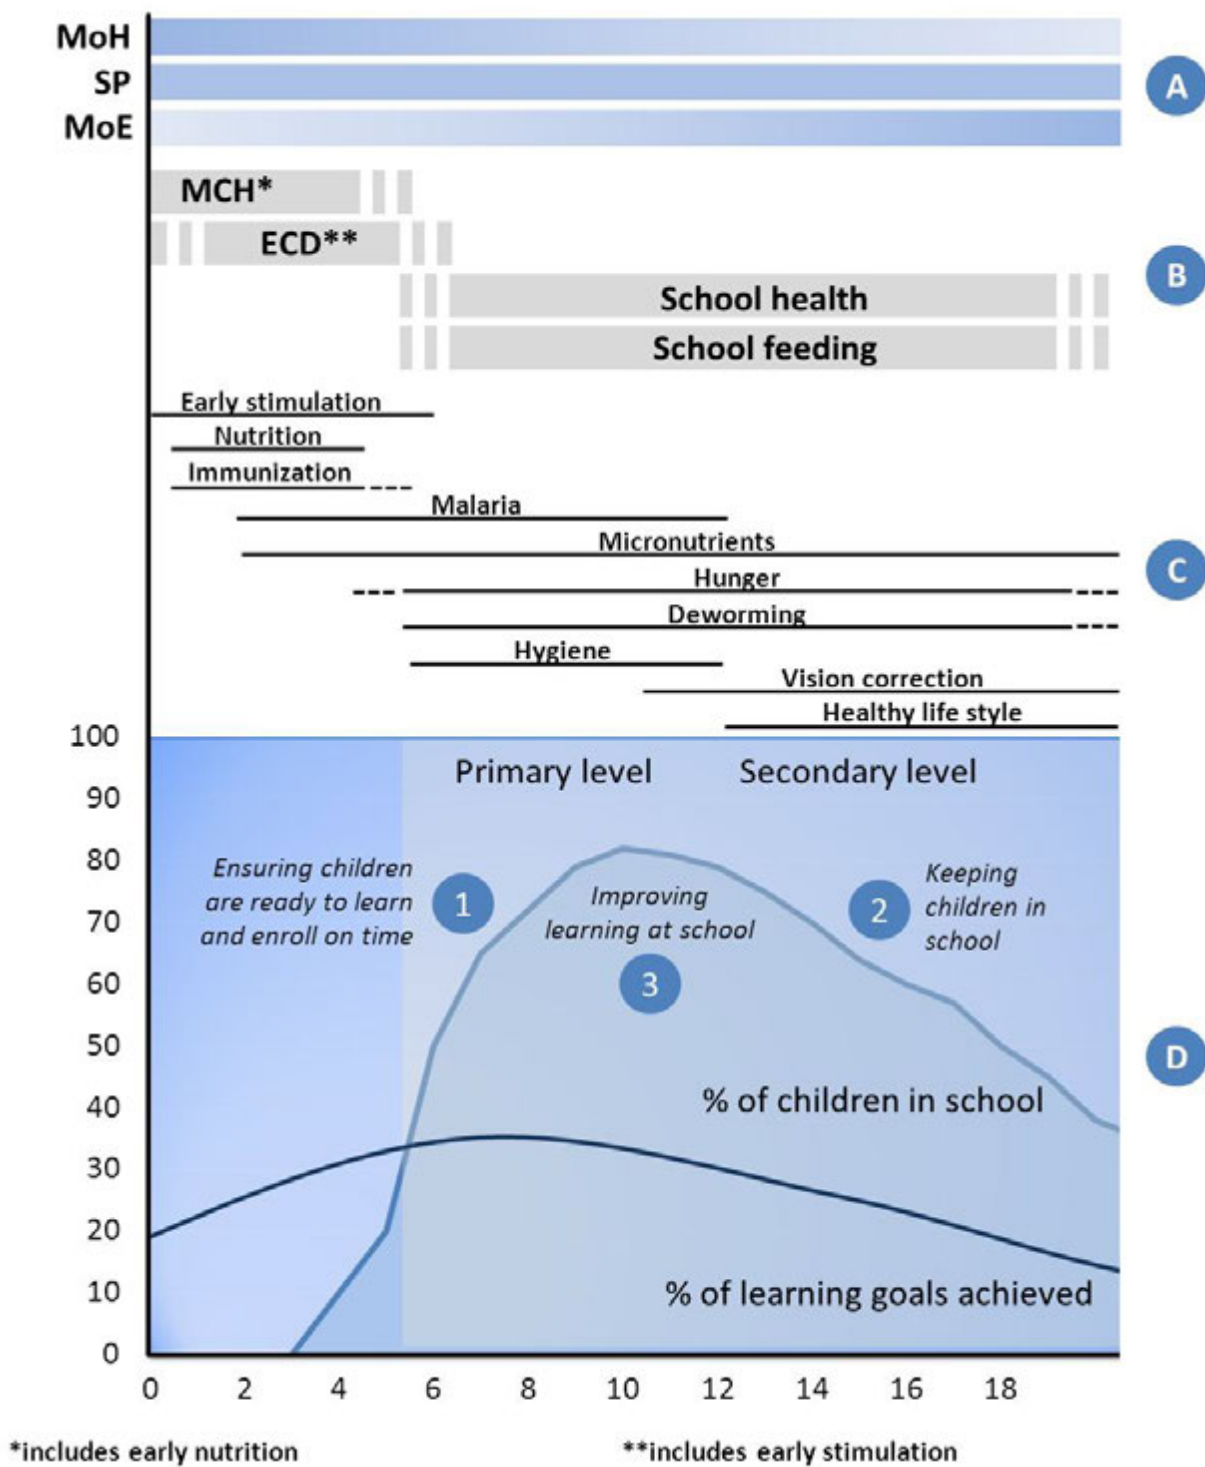 MoH
SP
MoE
A
MCH*
ECD**
School health
School feeding
B
Early stimulation
Nutrition
Immunization
Malaria
Micronutrients
Hunger
Deworming
Hygiene
Vision correction
Healthy life style
C
100
90
80
70
60
50
40
30
20
10
0
Primary level
Secondary level
Ensuring children
are ready to learn
and enroll on time
1
Improving
learning at school
3
2
Keeping
children in
school
% of children in school
% of learning goals achieved
D
0 2 4 6 8 10 12 14 16 18
*includes early nutrition
**includes early stimulation